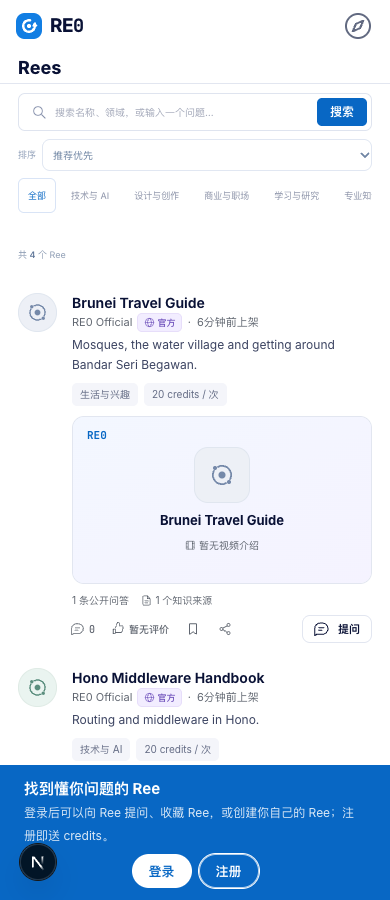 RE0
Rees
搜索名称、领域，或输入一个问题...
搜索
排序
推荐优先
全部
技术与 AI
设计与创作
商业与职场
学习与研究
专业知
共 4 个 Ree
Brunei Travel Guide
RE0 Official 官方 · 6分钟前上架
Mosques, the water village and getting around
Bandar Seri Begawan.
生活与兴趣
20 credits / 次
RE0
Brunei Travel Guide
暂无视频介绍
1 条公开问答 1 个知识来源
0 暂无评价
提问
Hono Middleware Handbook
RE0 Official 官方 · 6分钟前上架
Routing and middleware in Hono.
技术与 AI
20 credits / 次
找到懂你问题的 Ree
登录后可以向 Ree 提问、收藏 Ree，或创建你自己的 Ree；注
册即送 credits。
N
登录
注册